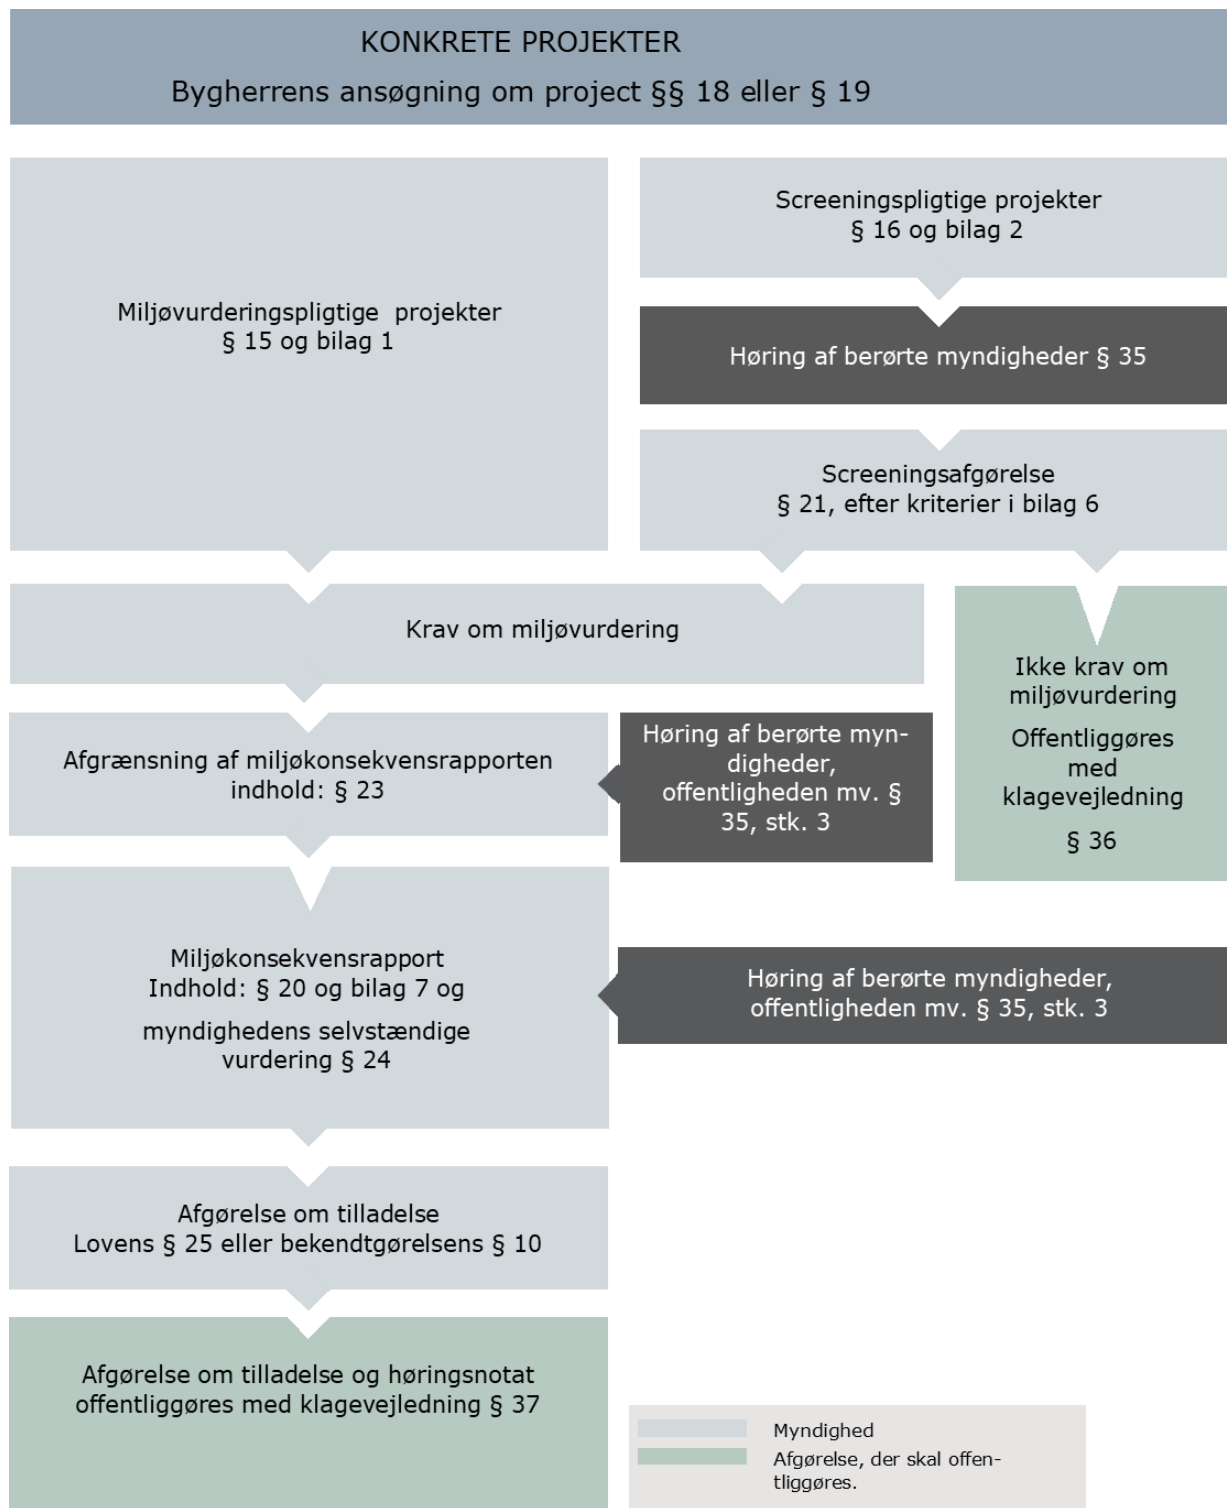 KONKRETE PROJEKTER
Bygherrens ansøgning om project §§ 18 eller § 19
Miljøvurderingspligtige projekter
§ 15 og bilag 1
Screeningspligtige projekter
§ 16 og bilag 2
Høring af berørte myndigheder § 35
Screeningsafgørelse
§ 21, efter kriterier i bilag 6
Krav om miljøvurdering
Ikke krav om
miljøvurdering
Offentliggøres
med
klagevejledning
§ 36
Afgrænsning af miljøkonsekvensrapporten
indhold: § 23
Høring af berørte myn-
digheder,
offentligheden mv. §
35, stk. 3
Miljøkonsekvensrapport
Indhold: § 20 og bilag 7 og
myndighedens selvstændige
vurdering § 24
Høring af berørte myndigheder,
offentligheden mv. § 35, stk. 3
Afgørelse om tilladelse
Lovens § 25 eller bekendtgørelsens § 10
Afgørelse om tilladelse og høringsnotat
offentliggøres med klagevejledning § 37
Myndighed
Afgørelse, der skal offen-
tliggøres.